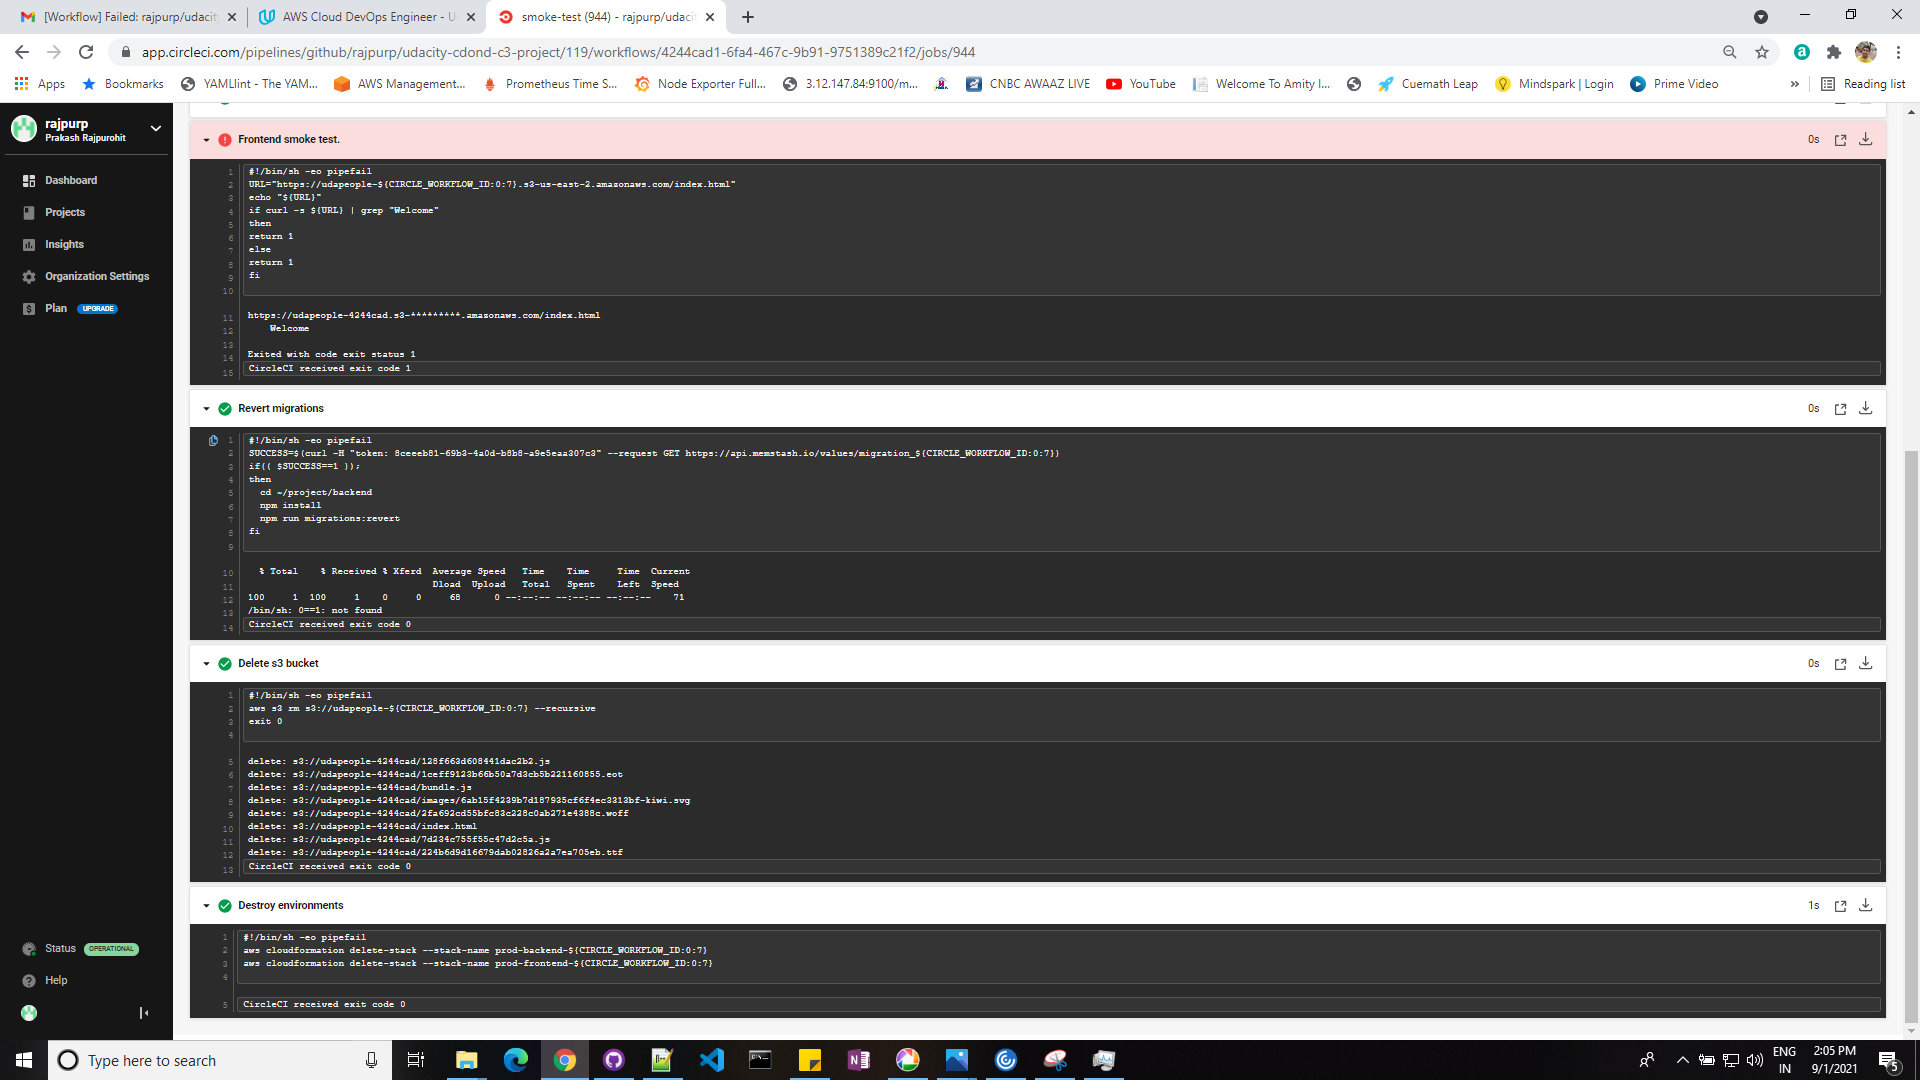 [Workflow] Failed: rajpurp/udacit
AWS Cloud DevOps Engineer - U
smoke-test (944) - rajpurp/udacit
app.circleci.com/pipelines/github/rajpurp/udacity-cdond-c3-project/119/workflows/4244cad1-6fa4-467c-9b91-9751389c21f2/jobs/944
Apps
Bookmarks
YAMLlint - The YAM...
AWS Management...
Prometheus Time S...
Node Exporter Full...
3.12.147.84:9100/m...
CNBC AWAAZ LIVE
YouTube
Welcome To Amity I...
Cuemath Leap
Mindspark | Login
Prime Video
»
Reading list
rajpurp
Prakash Rajpurohit
Dashboard
Projects
Insights
Organization Settings
Plan UPGRADE
Status OPERATIONAL
Help
Frontend smoke test. 0s
1 #!/bin/sh -eo pipefail
2 URL="https://udapeople-${CIRCLE_WORKFLOW_ID:0:7}.s3-us-east-2.amazonaws.com/index.html"
3 echo "${URL}"
4 if curl -s ${URL} | grep "Welcome"
5 then
6 return 1
7 else
8 return 1
9 fi
10
11 https://udapeople-4244cad.s3-*********.amazonaws.com/index.html
12 Welcome
13
14 Exited with code exit status 1
15 CircleCI received exit code 1
Revert migrations 0s
1 #!/bin/sh -eo pipefail
2 SUCCESS=$(curl -H "token: 8ceeeb81-69b3-4a0d-b8b8-a9e5eaa307c3" --request GET https://api.memstash.io/values/migration_${CIRCLE_WORKFLOW_ID:0:7})
3 if(( $SUCCESS==1 ));
4 then
5 cd ~/project/backend
6 npm install
7 npm run migrations:revert
8 fi
9
10 % Total % Received % Xferd Average Speed Time Time Time Current
11 Dload Upload Total Spent Left Speed
12 100 1 100 1 0 0 68 0 --:--:-- --:--:-- --:--:-- 71
13 /bin/sh: 0==1: not found
14 CircleCI received exit code 0
Delete s3 bucket 0s
1 #!/bin/sh -eo pipefail
2 aws s3 rm s3://udapeople-${CIRCLE_WORKFLOW_ID:0:7} --recursive
3 exit 0
4
5 delete: s3://udapeople-4244cad/128f663d608441dac2b2.js
6 delete: s3://udapeople-4244cad/1ceff9123b66b50a7d3cb5b221160855.eot
7 delete: s3://udapeople-4244cad/bundle.js
8 delete: s3://udapeople-4244cad/images/6ab15f4239b7d187935cf6f4ec3313bf-kiwi.svg
9 delete: s3://udapeople-4244cad/2fa692cd55bfc83c228c0ab271e4388c.woff
10 delete: s3://udapeople-4244cad/index.html
11 delete: s3://udapeople-4244cad/7d234c755f55c47d2c5a.js
12 delete: s3://udapeople-4244cad/224b6d9d16679dab02826a2a7ea705eb.ttf
13 CircleCI received exit code 0
Destroy environments 1s
1 #!/bin/sh -eo pipefail
2 aws cloudformation delete-stack --stack-name prod-backend-${CIRCLE_WORKFLOW_ID:0:7}
3 aws cloudformation delete-stack --stack-name prod-frontend-${CIRCLE_WORKFLOW_ID:0:7}
4
5 CircleCI received exit code 0
Type here to search
ENG
IN
2:05 PM
9/1/2021
5